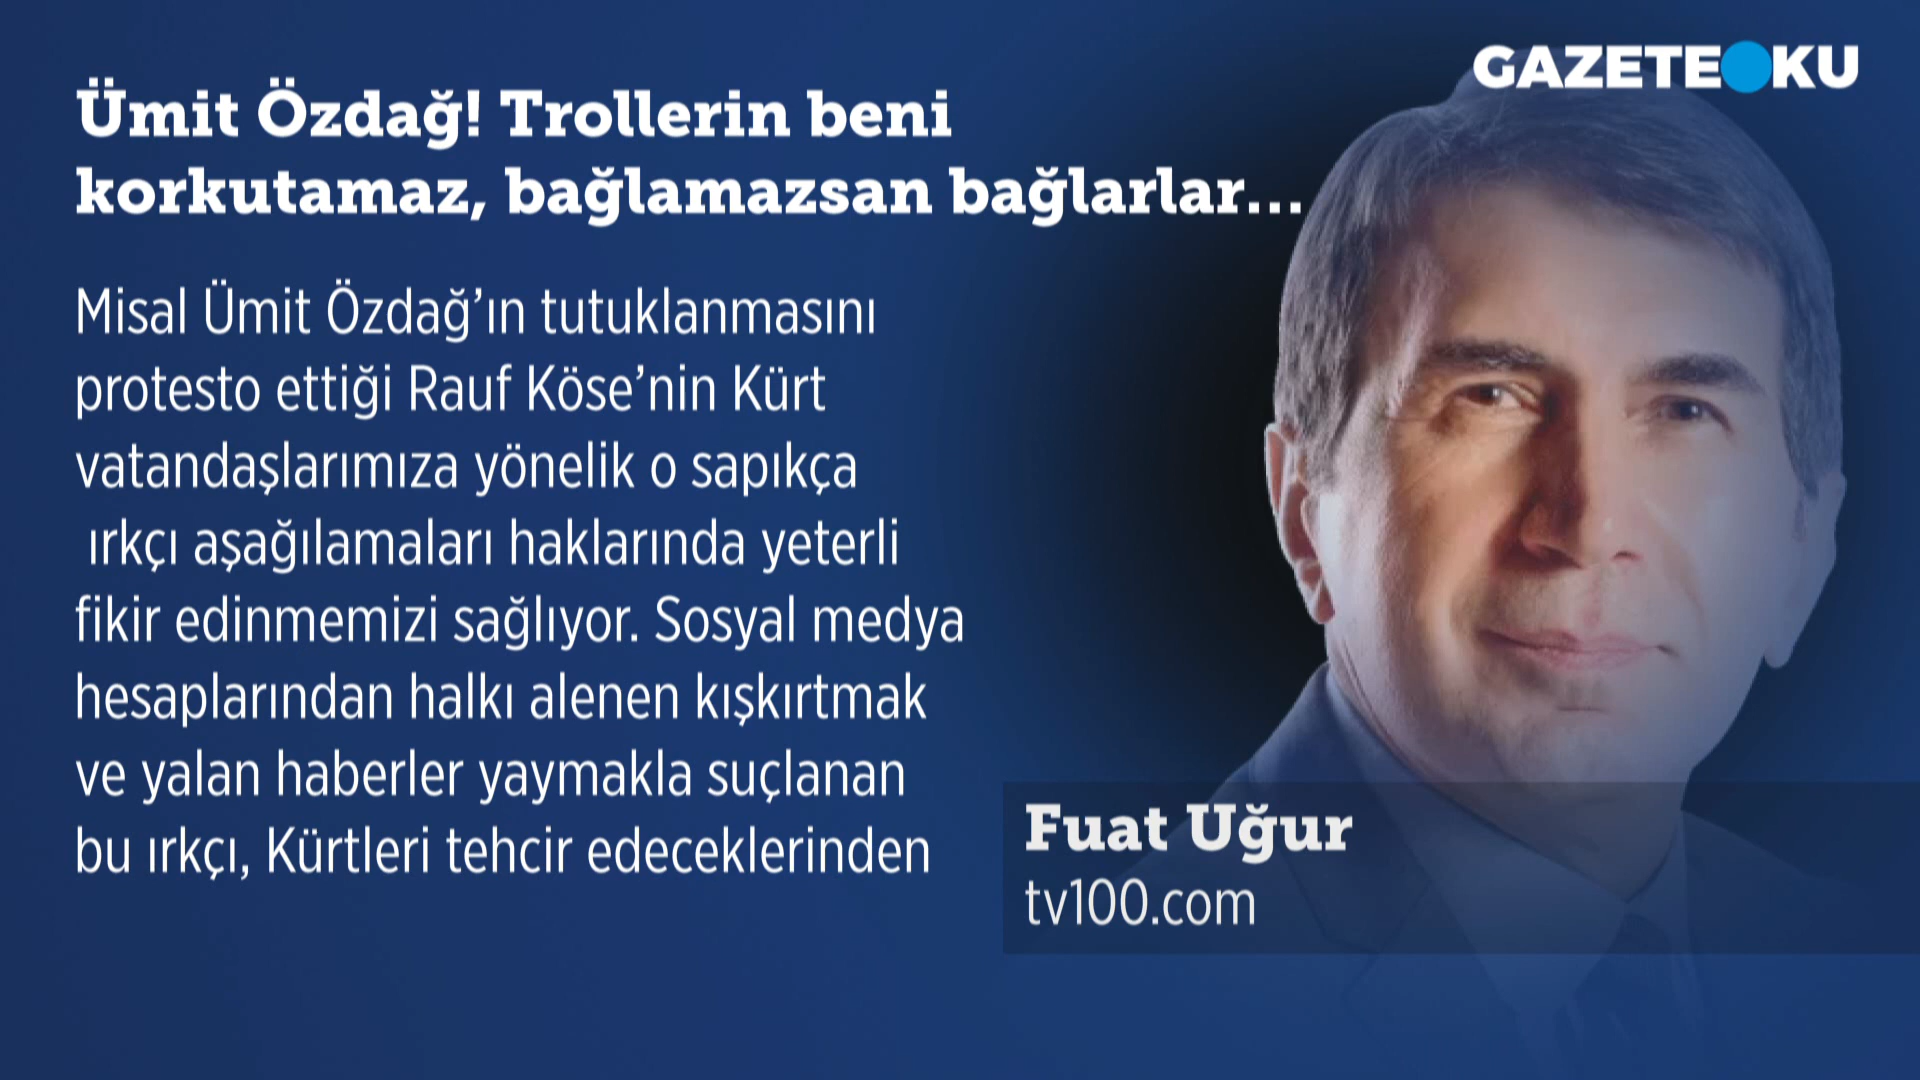 GAZETE OKU
Ümit Özdağ! Trollerin beni
korkutamaz, bağlamazsan bağlarlar...
Misal Ümit Özdağ’ın tutuklanmasını
protesto ettiği Rauf Köse’nin Kürt
vatandaşlarımıza yönelik o sapıkça
ırkçı aşağılamaları haklarında yeterli
fikir edinmemizi sağlıyor. Sosyal medya
hesaplarından halkı alenen kışkırtmak
ve yalan haberler yaymakla suçlanan
bu ırkçı, Kürtleri tehcir edeceklerinden
Fuat Uğur
tv100.com